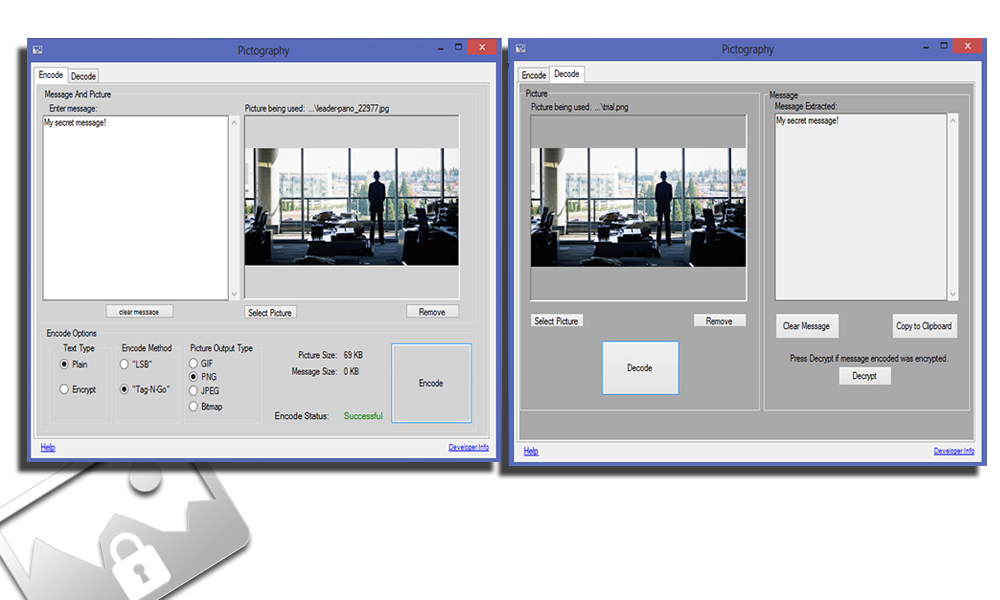 Pictography
Encode
Decode
Message And Picture
Enter message:
My secret message!
clear message
Picture being used: ...\leader-pano_22977.jpg
Select Picture
Remove
Encode Options
Text Type
Plain
Encrypt
Encode Method
"LSB"
"Tag-N-Go"
Picture Output Type
GIF
PNG
JPEG
Bitmap
Picture Size: 69 KB
Message Size: 0 KB
Encode Status: Successful
Encode
Help
Developer.Info
Pictography
Encode
Decode
Picture
Picture being used: ...\trial.png
Select Picture
Remove
Decode
Message
Message Extracted:
My secret message!
Clear Message
Copy to Clipboard
Press Decrypt if message encoded was encrypted.
Decrypt
Help
Developer.Info